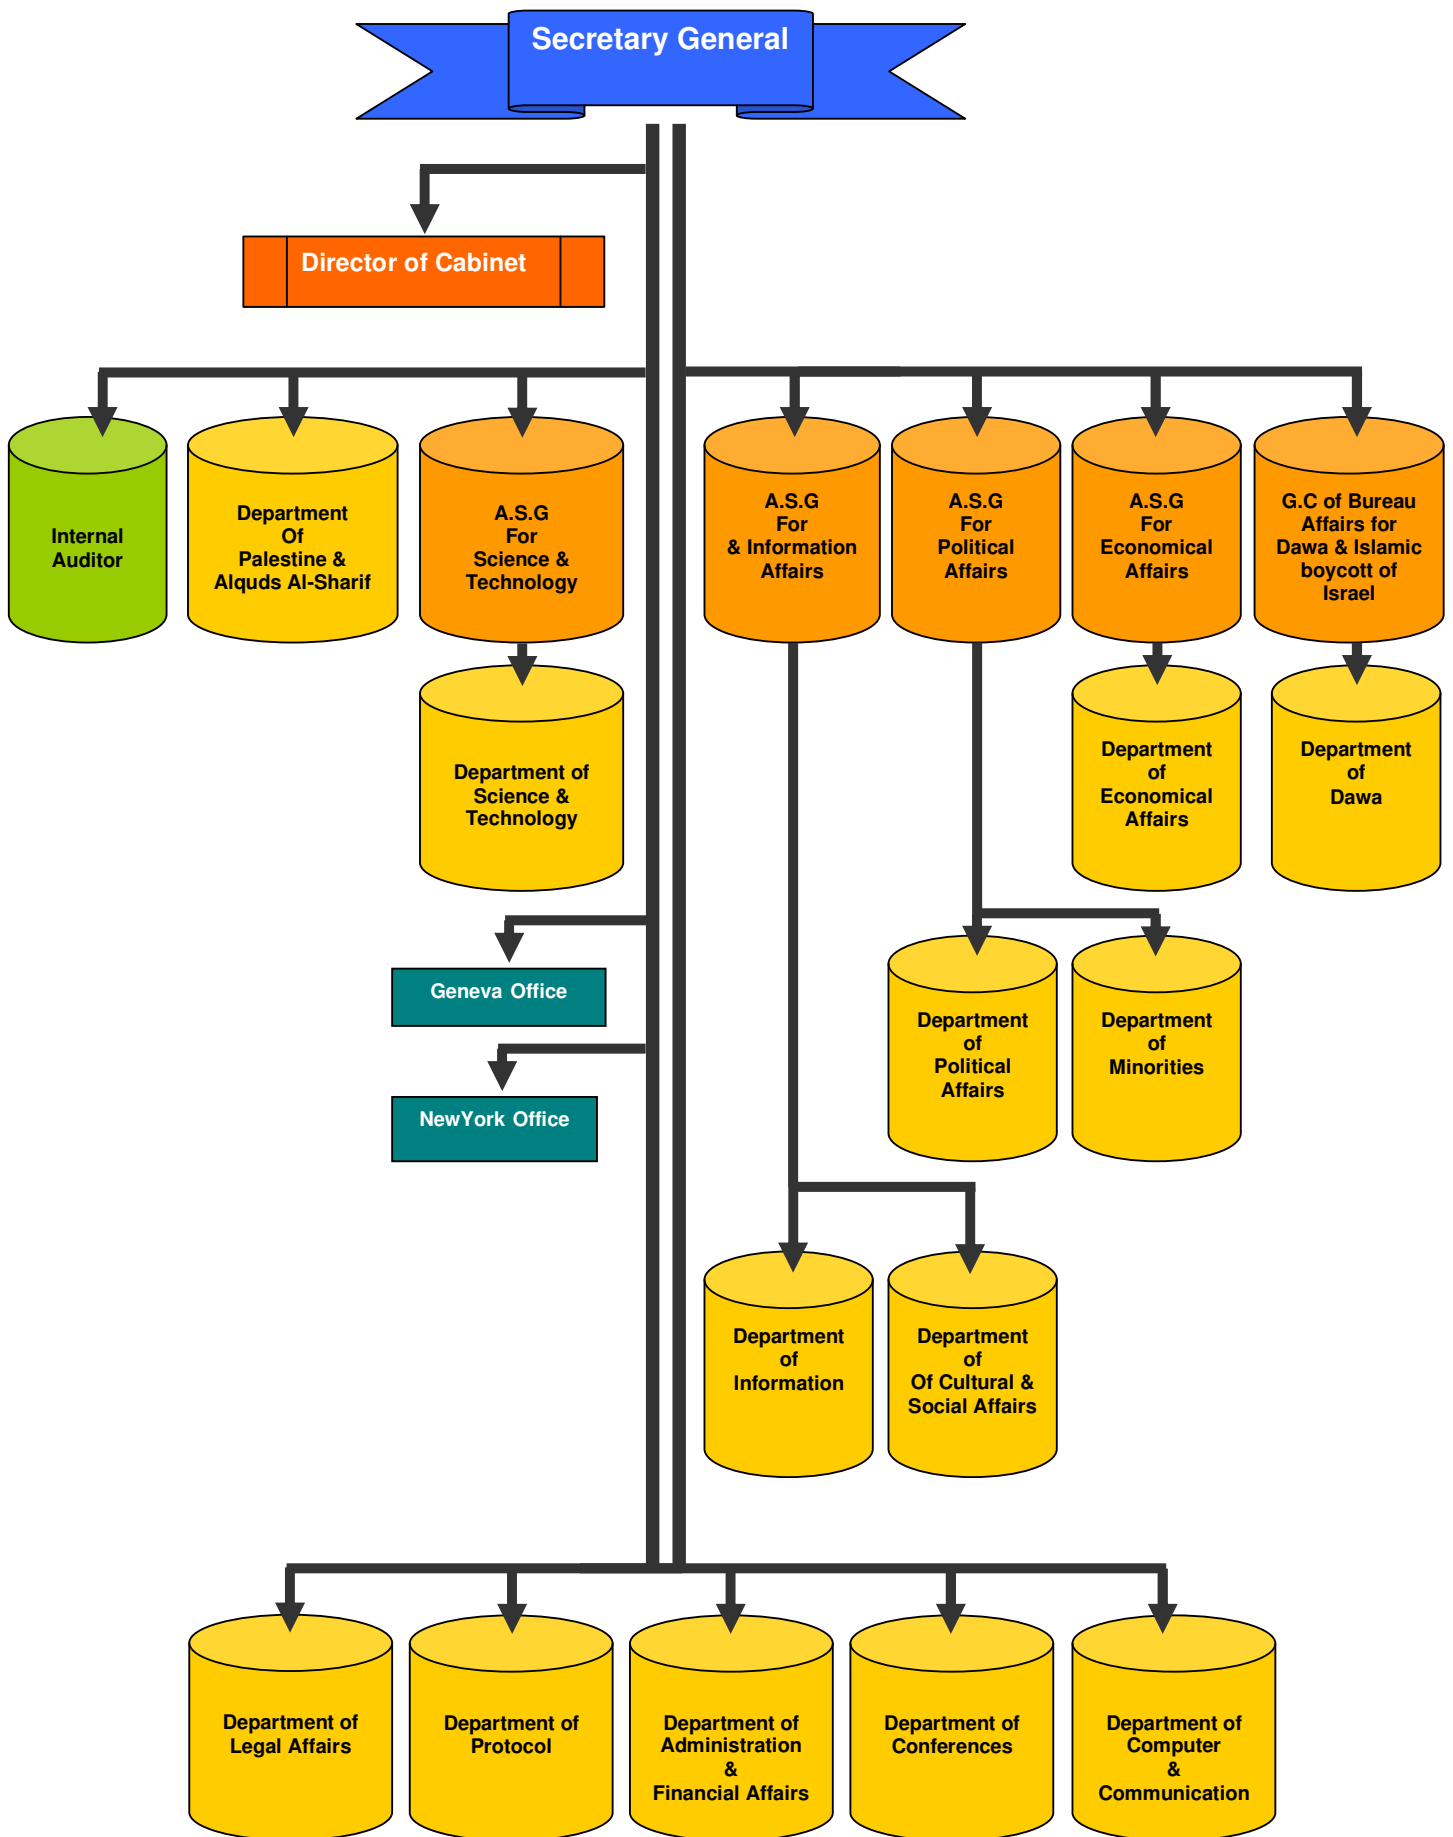 Secretary General
Director of Cabinet
Internal
Auditor
Department
Of
Palestine &
Alquds Al-Sharif
A.S.G
For
Science &
Technology
A.S.G
For
& Information
Affairs
A.S.G
For
Political
Affairs
A.S.G
For
Economical
Affairs
G.C of Bureau
Affairs for
Dawa & Islamic
boycott of
Israel
Department of
Science &
Technology
Department
of
Economical
Affairs
Department
of
Dawa
Geneva Office
NewYork Office
Department
of
Political
Affairs
Department
of
Minorities
Department
of
Information
Department
of
Of Cultural &
Social Affairs
Department of
Legal Affairs
Department of
Protocol
Department of
Administration
&
Financial Affairs
Department of
Conferences
Department of
Computer
&
Communication